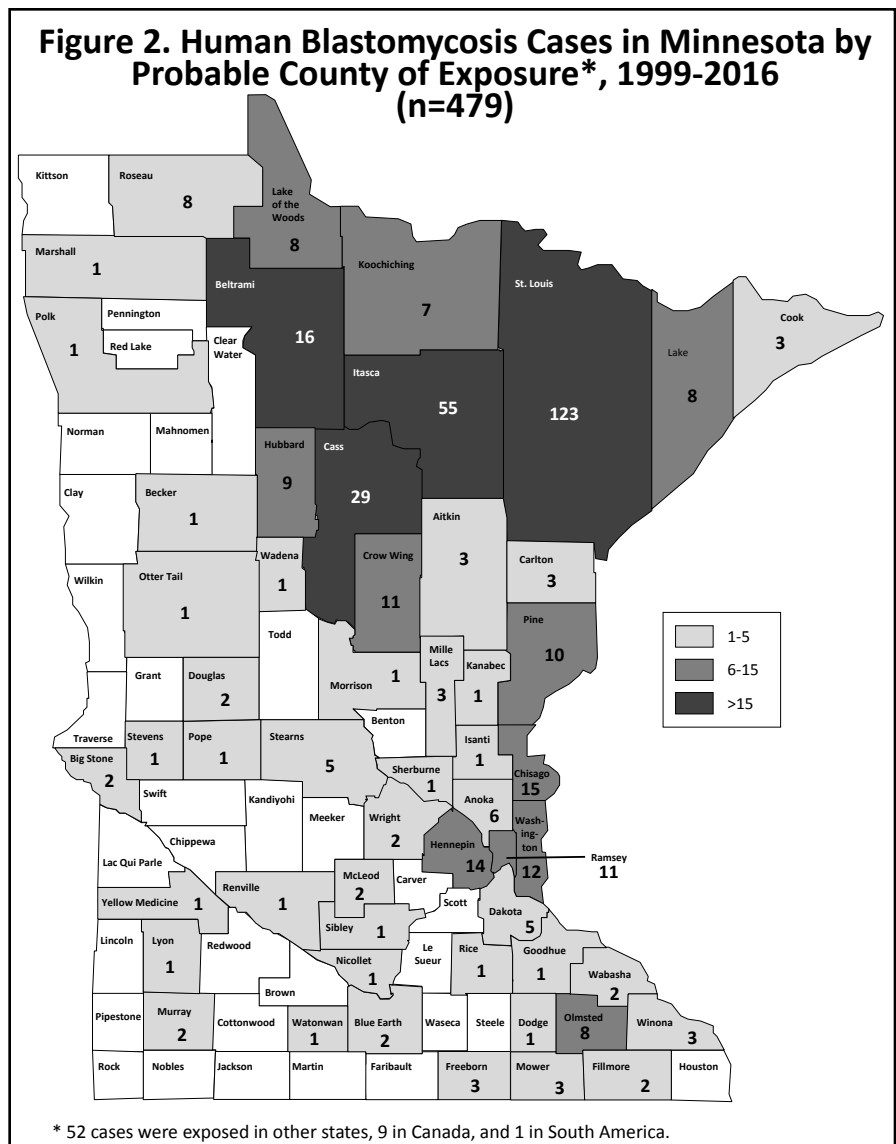 Figure 2. Human Blastomycosis Cases in Minnesota by
Probable County of Exposure*, 1999-2016
(n=479)
Kittson
Roseau
8
Lake
of the
Woods
8
Marshall
1
Beltrami
16
Koochiching
7
St. Louis
123
Polk
1
Pennington
Red Lake
Clear
Water
Itasca
55
Lake
8
Cook
3
Norman
Mahnomen
Hubbard
9
Cass
29
Clay
Becker
1
Aitkin
3
Wadena
1
Crow Wing
11
Carlton
3
Wilkin
Otter Tail
1
Todd
Pine
10
1-5
6-15
>15
Grant
Douglas
2
Morrison
1
Mille
Lacs
3
Kanabec
1
Benton
Traverse
Stevens
1
Pope
1
Stearns
5
Isanti
1
Big Stone
2
Sherburne
1
Chisago
15
Swift
Kandiyohi
Meeker
Wright
2
Anoka
6
Wash-
ing-
ton
12
Hennepin
14
Ramsey
11
Chippewa
Lac Qui Parle
Renville
1
McLeod
2
Carver
Scott
Dakota
5
Yellow Medicine
1
Sibley
1
Lincoln
Lyon
1
Redwood
Nicollet
1
Le
Sueur
Rice
1
Goodhue
1
Wabasha
2
Brown
Pipestone
Murray
2
Cottonwood
Watonwan
1
Blue Earth
2
Waseca
Steele
Dodge
1
Olmsted
8
Winona
3
Rock
Nobles
Jackson
Martin
Faribault
Freeborn
3
Mower
3
Fillmore
2
Houston
* 52 cases were exposed in other states, 9 in Canada, and 1 in South America.